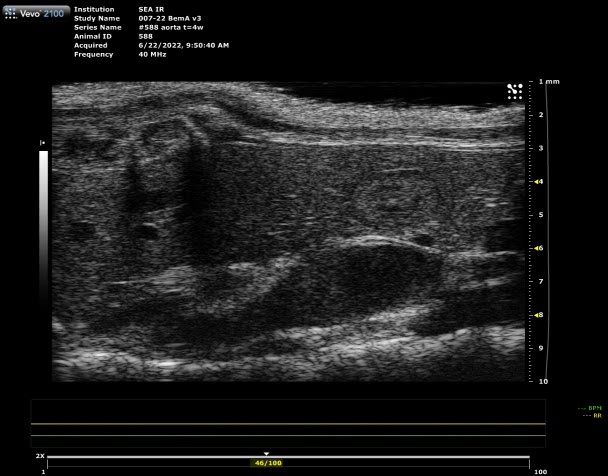 Vevo 2100
Institution SEA IR
Study Name 007-22 BemA v3
Series Name #588 aorta t=4w
Animal ID 588
Acquired 6/22/2022, 9:50:40 AM
Frequency 40 MHz
1 mm
2
3
4
5
6
7
8
9
10
--- BPM
--- RR
2X
46/100
1
100